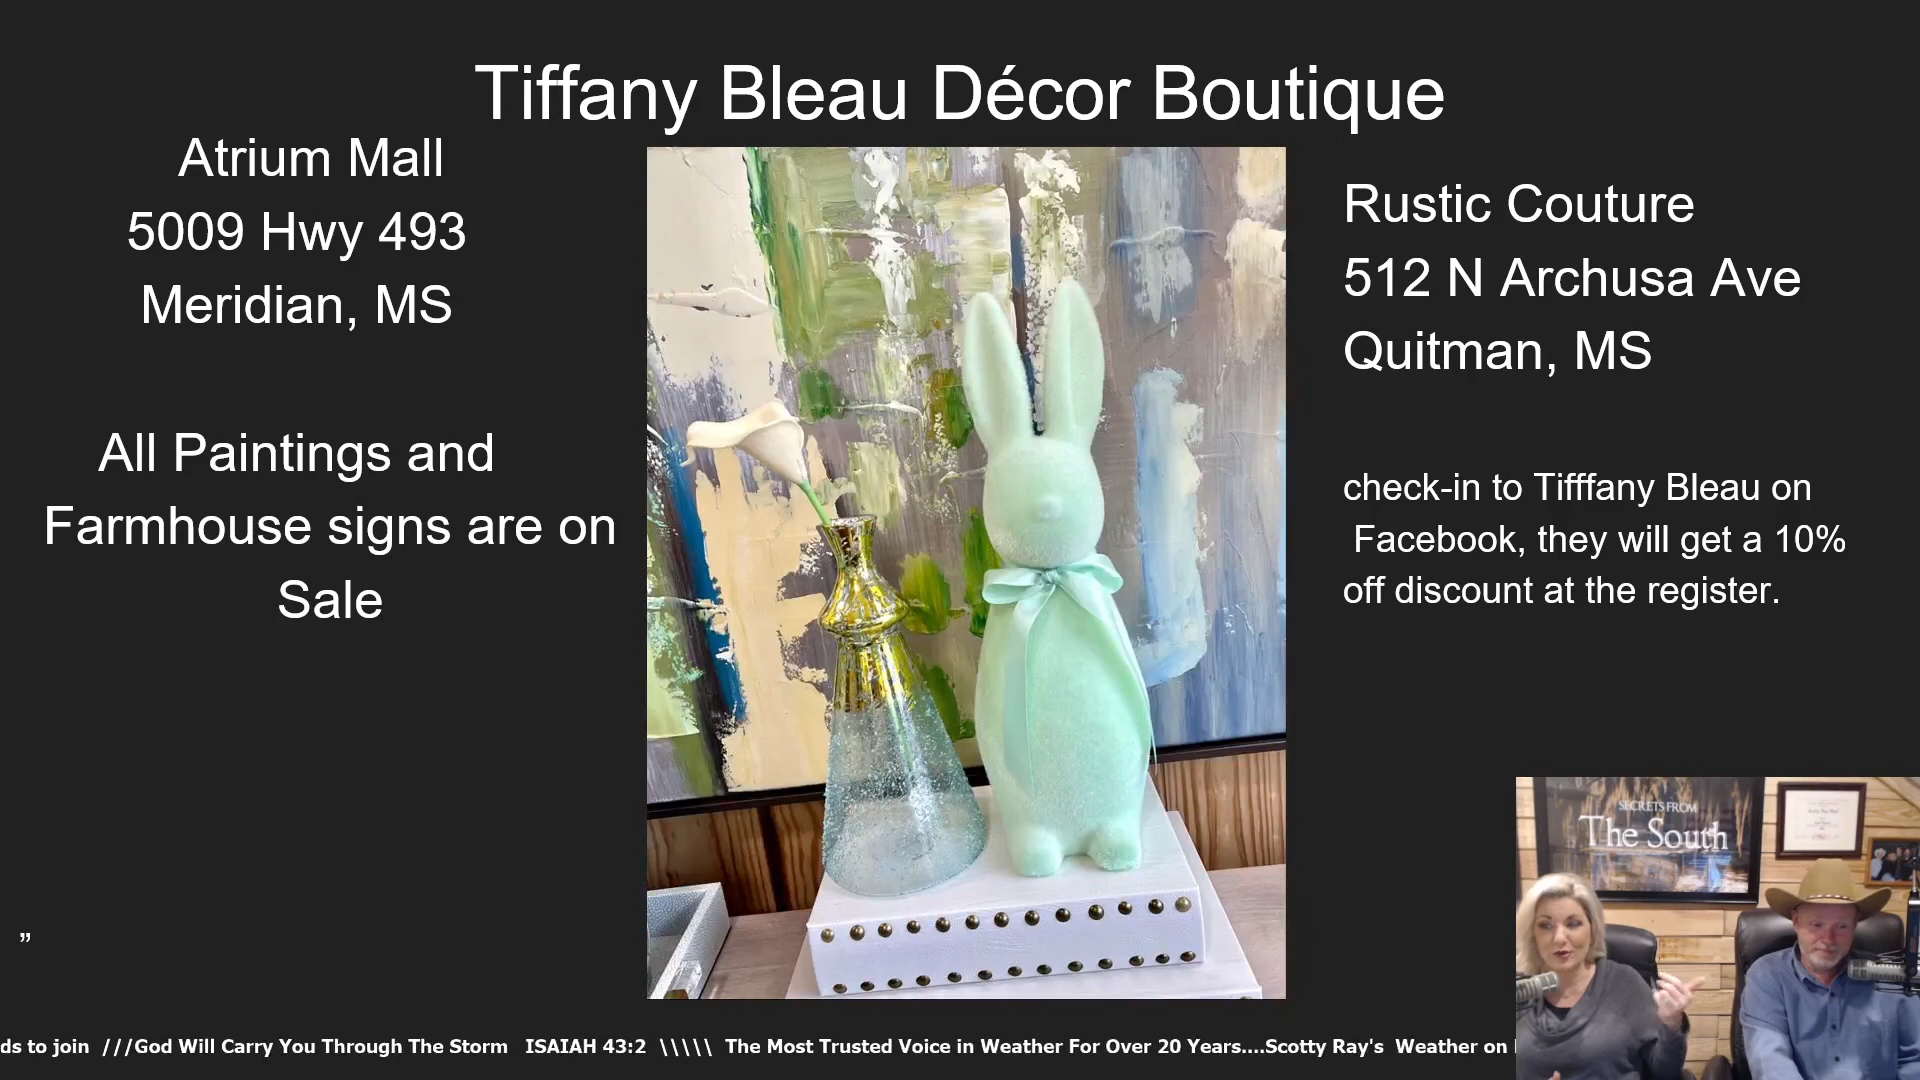 Tiffany Bleau Décor Boutique
Atrium Mall
5009 Hwy 493
Meridian, MS
All Paintings and
Farmhouse signs are on
Sale
Rustic Couture
512 N Archusa Ave
Quitman, MS
check-in to Tifffany Bleau on
Facebook, they will get a 10%
off discount at the register.
”
SECRETS FROM
The South
ds to join ///God Will Carry You Through The Storm ISAIAH 43:2 \\\\\ The Most Trusted Voice in Weather For Over 20 Years....Scotty Ray's Weather on